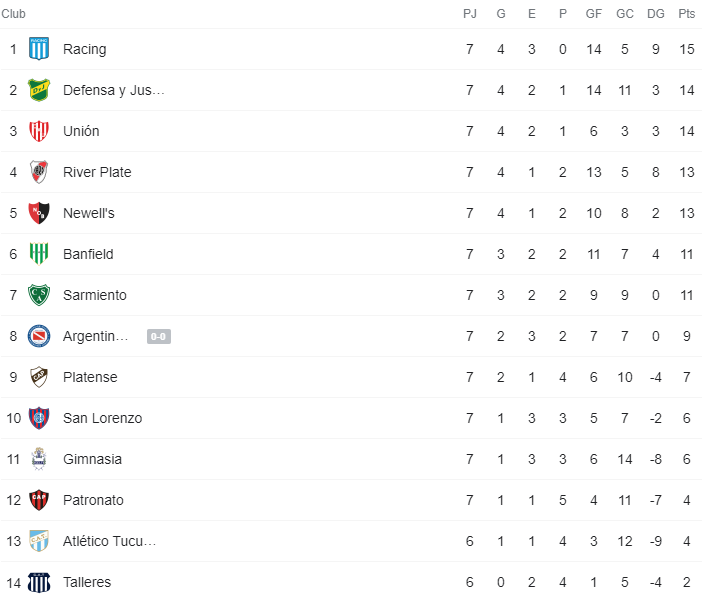 Club PJ G E P GF GC DG Pts
1 Racing 7 4 3 0 14 5 9 15
2 Defensa y Jus... 7 4 2 1 14 11 3 14
3 Unión 7 4 2 1 6 3 3 14
4 River Plate 7 4 1 2 13 5 8 13
5 Newell's 7 4 1 2 10 8 2 13
6 Banfield 7 3 2 2 11 7 4 11
7 Sarmiento 7 3 2 2 9 9 0 11
8 Argentin... 0-0 7 2 3 2 7 7 0 9
9 Platense 7 2 1 4 6 10 -4 7
10 San Lorenzo 7 1 3 3 5 7 -2 6
11 Gimnasia 7 1 3 3 6 14 -8 6
12 Patronato 7 1 1 5 4 11 -7 4
13 Atlético Tucu... 6 1 1 4 3 12 -9 4
14 Talleres 6 0 2 4 1 5 -4 2